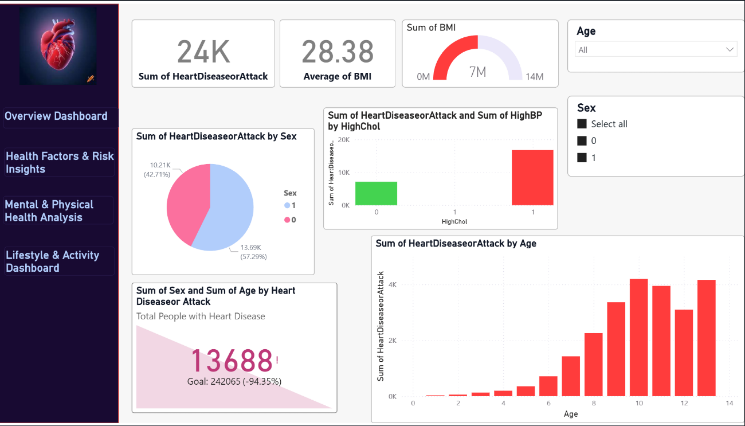 Overview Dashboard
Health Factors & Risk
Insights
Mental & Physical
Health Analysis
Lifestyle & Activity
Dashboard
24K
Sum of HeartDiseaseorAttack
28.38
Average of BMI
Sum of BMI
0M
7M
14M
Age
All
Sex
Select all
0
1
Sum of HeartDiseaseorAttack by Sex
10.21K
(42.71%)
13.69K
(57.29%)
Sex
1
0
Sum of HeartDiseaseorAttack and Sum of HighBP
by HighChol
Sum of HeartDiseaseo...
20K
10K
0K
0
1
1
HighChol
Sum of Sex and Sum of Age by Heart
Diseaseor Attack
Total People with Heart Disease
13688
Goal: 242065 (-94.35%)
Sum of HeartDiseaseorAttack by Age
Sum of HeartDiseaseorAttack
4K
2K
0K
0
2
4
6
8
10
12
14
Age